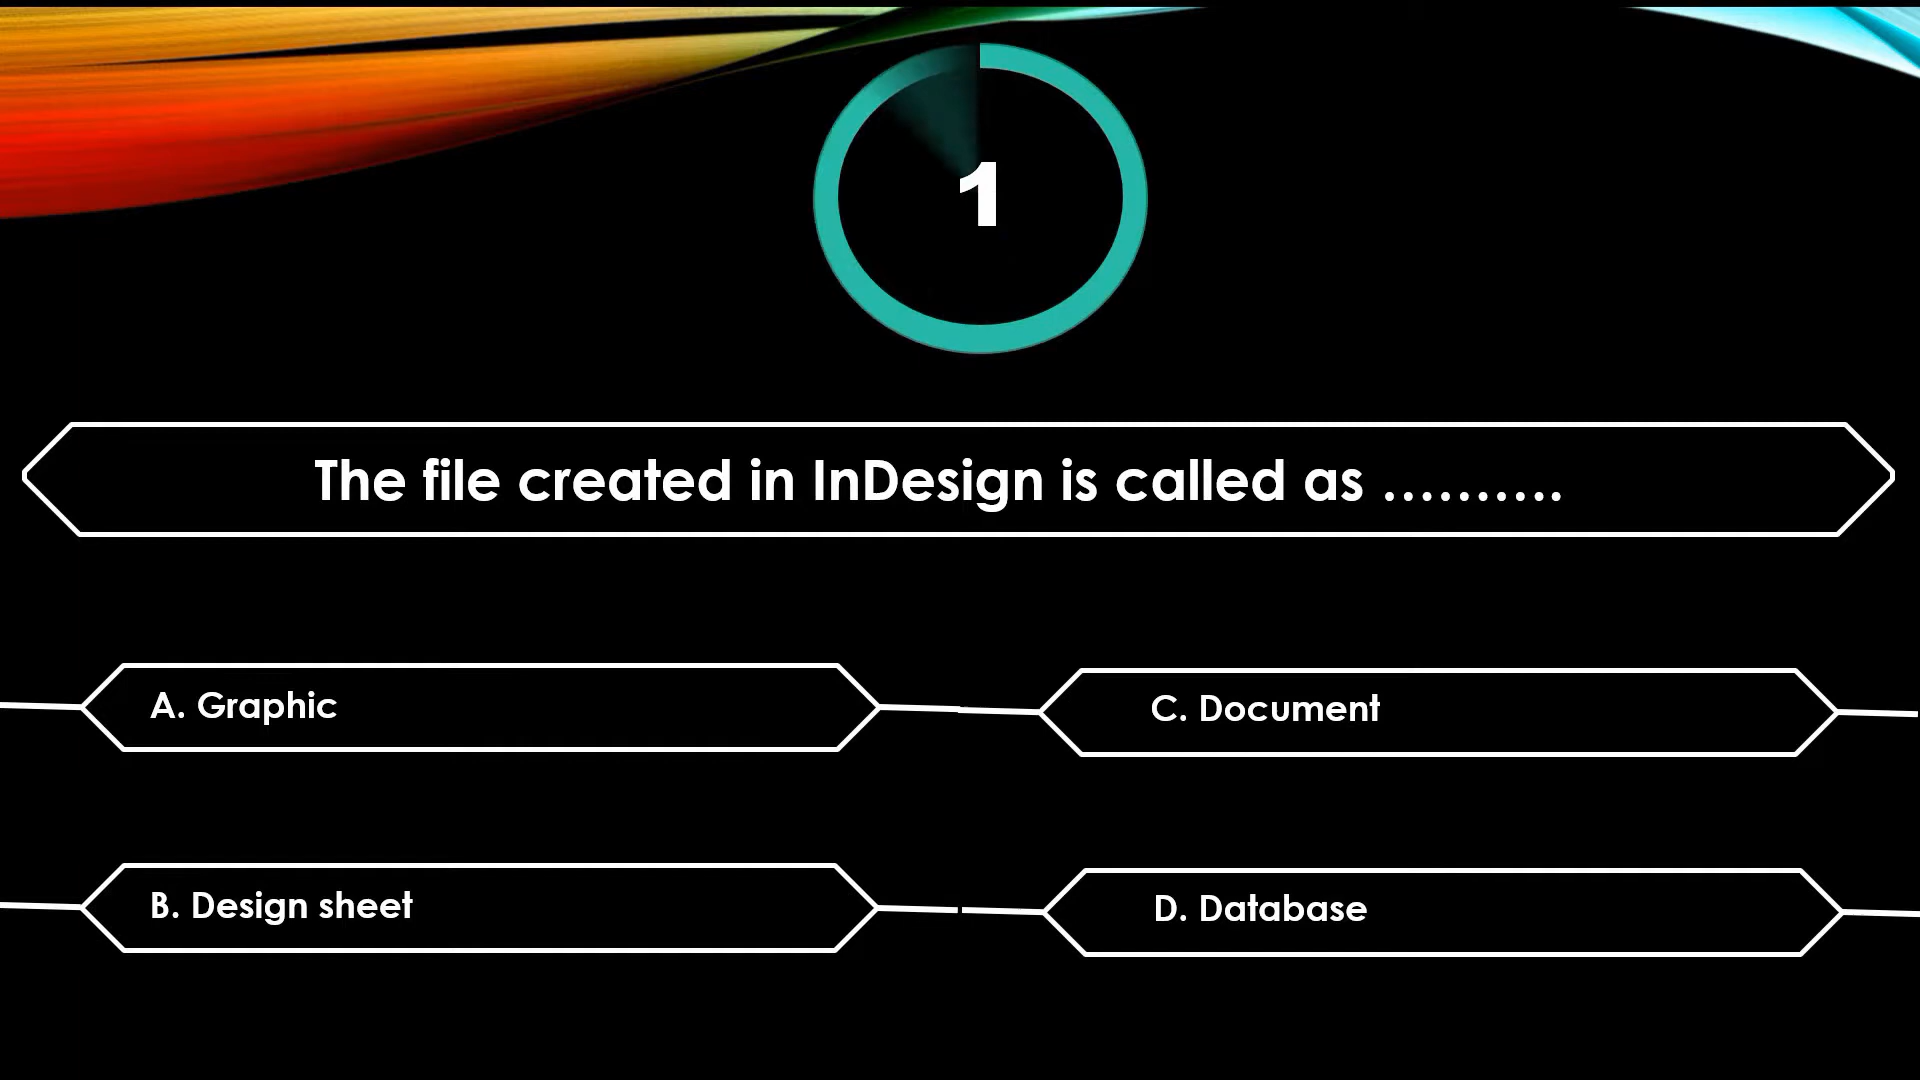 1
The file created in InDesign is called as ..........
A. Graphic
C. Document
B. Design sheet
D. Database